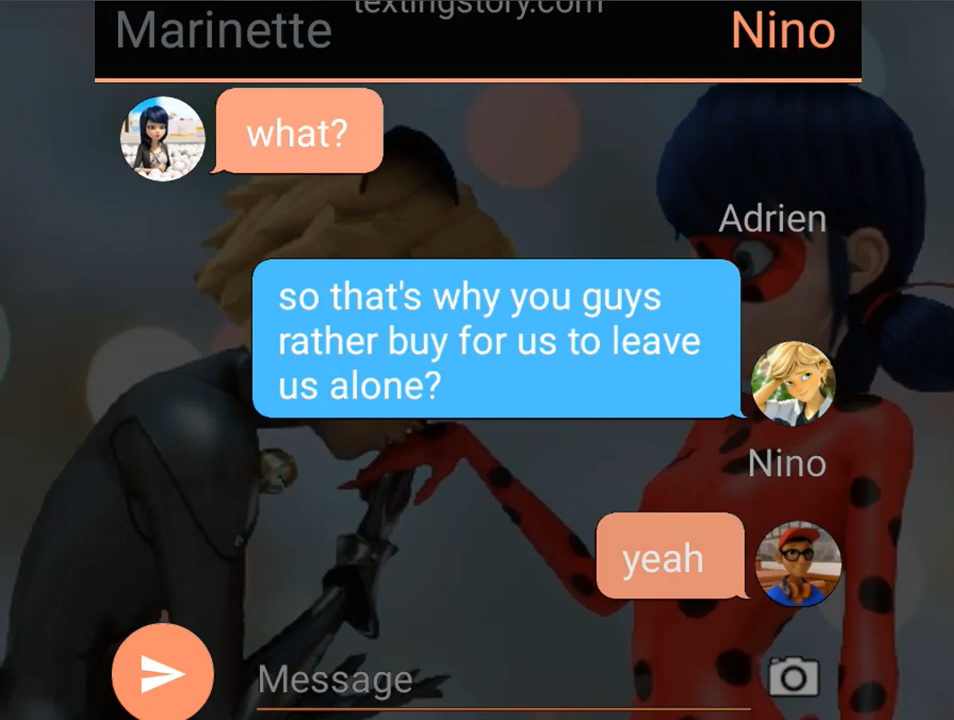 textingstory.com
Marinette
Nino
what?
Adrien
so that's why you guys
rather buy for us to leave
us alone?
Nino
yeah
Message